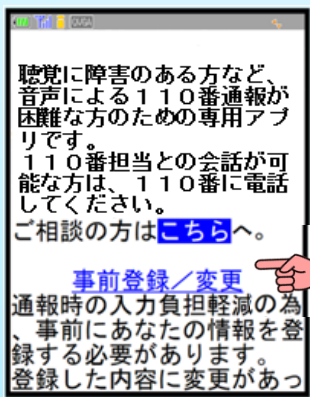 聴覚に障害のある方など、
音声による１１０番通報が
困難な方のための専用アプ
リです。
１１０番担当との会話が可
能な方は、１１０番に電話
してください。
ご相談の方はこちらへ。
事前登録／変更
通報時の入力負担軽減の為
、事前にあなたの情報を登
録する必要があります。
登録した内容に変更があっ